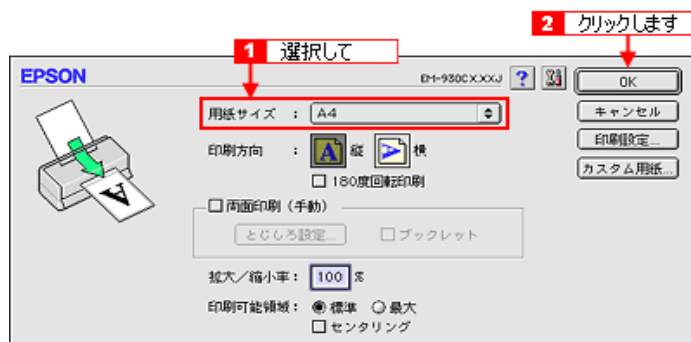 2 クリックします
1 選択して
EPSON
EM-930CX.XXJ ?
OK
用紙サイズ : A4
キャンセル
印刷方向 : A 縦 A 横
印刷設定...
180度回転印刷
カスタム用紙...
両面印刷（手動）
とじしろ設定...
ブックレット
拡大／縮小率： 100 %
印刷可能領域： 標準 最大
センタリング
A